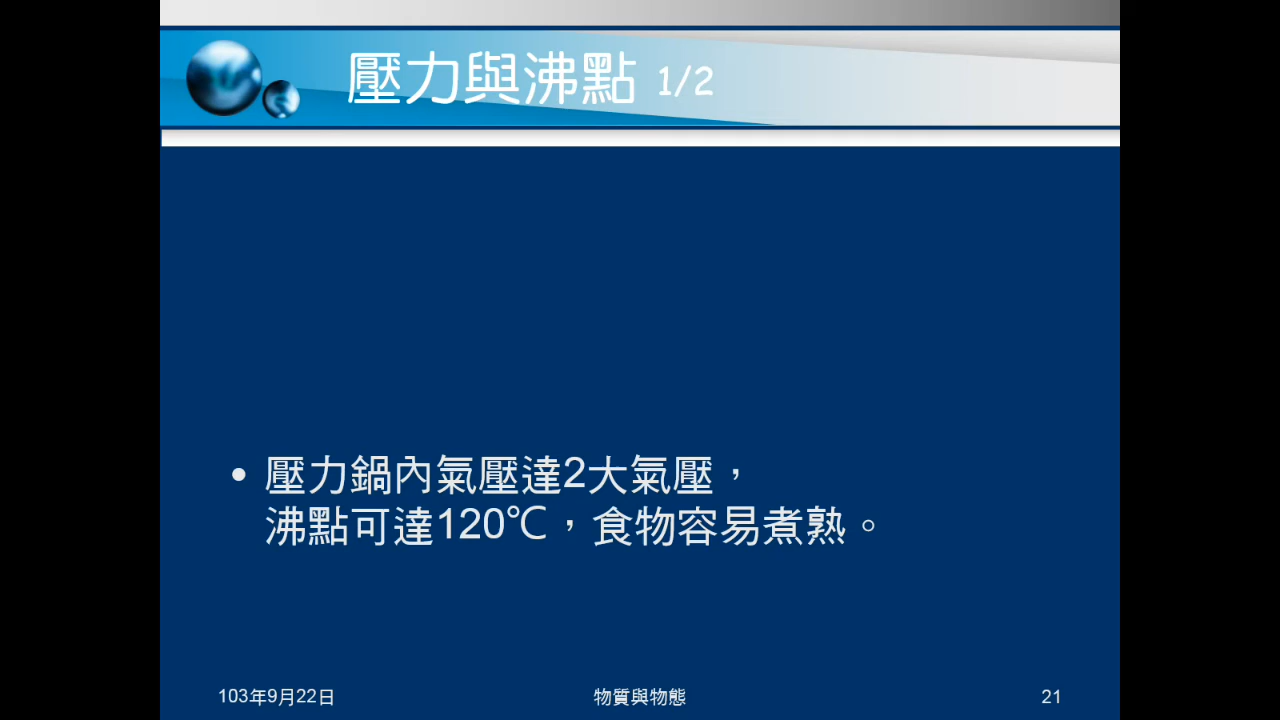 壓力與沸點 1/2
• 壓力鍋內氣壓達2大氣壓，
沸點可達120℃，食物容易煮熟。
103年9月22日
物質與物態
21